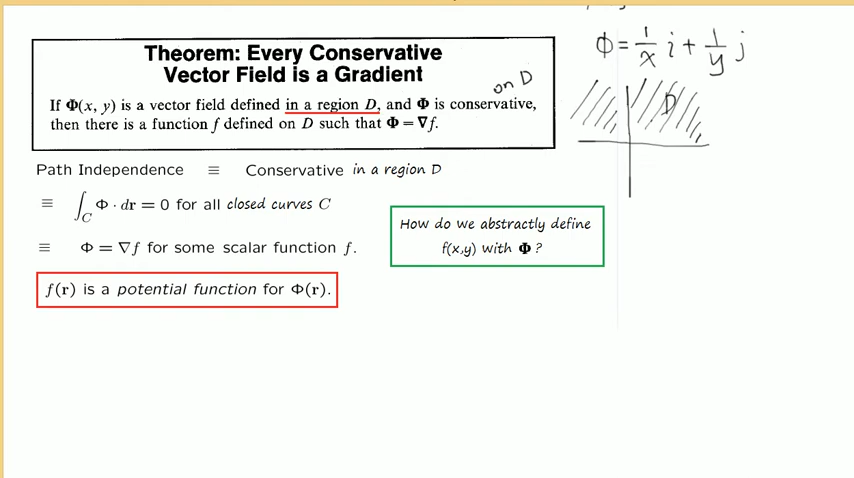 Theorem: Every Conservative
Vector Field is a Gradient
on D
If Φ(x, y) is a vector field defined in a region D, and Φ is conservative,
then there is a function f defined on D such that Φ = ∇f.
Φ = 1/x i + 1/y j
D
Path Independence ≡ Conservative in a region D
≡ ∫_C Φ · dr = 0 for all closed curves C
≡ Φ = ∇f for some scalar function f.
f(r) is a potential function for Φ(r).
How do we abstractly define
f(x,y) with Φ ?